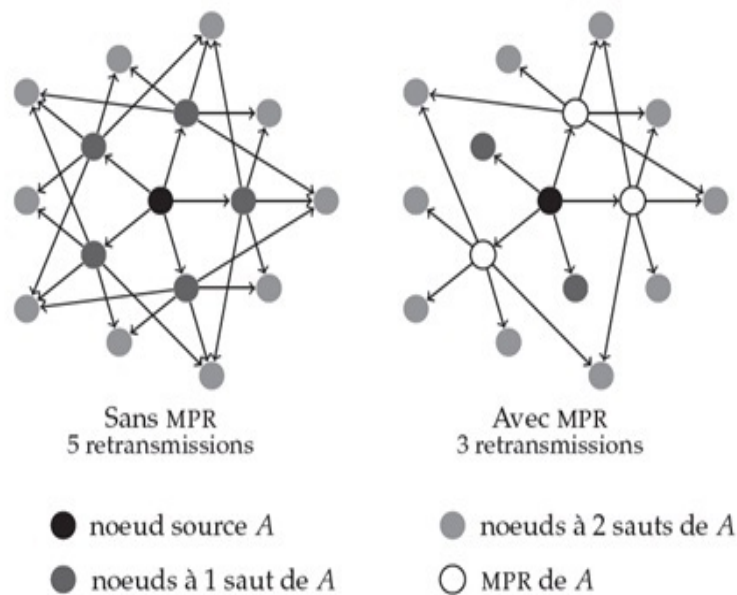 Sans MPR
5 retransmissions
Avec MPR
3 retransmissions
noeud source A
noeuds à 2 sauts de A
noeuds à 1 saut de A
MPR de A